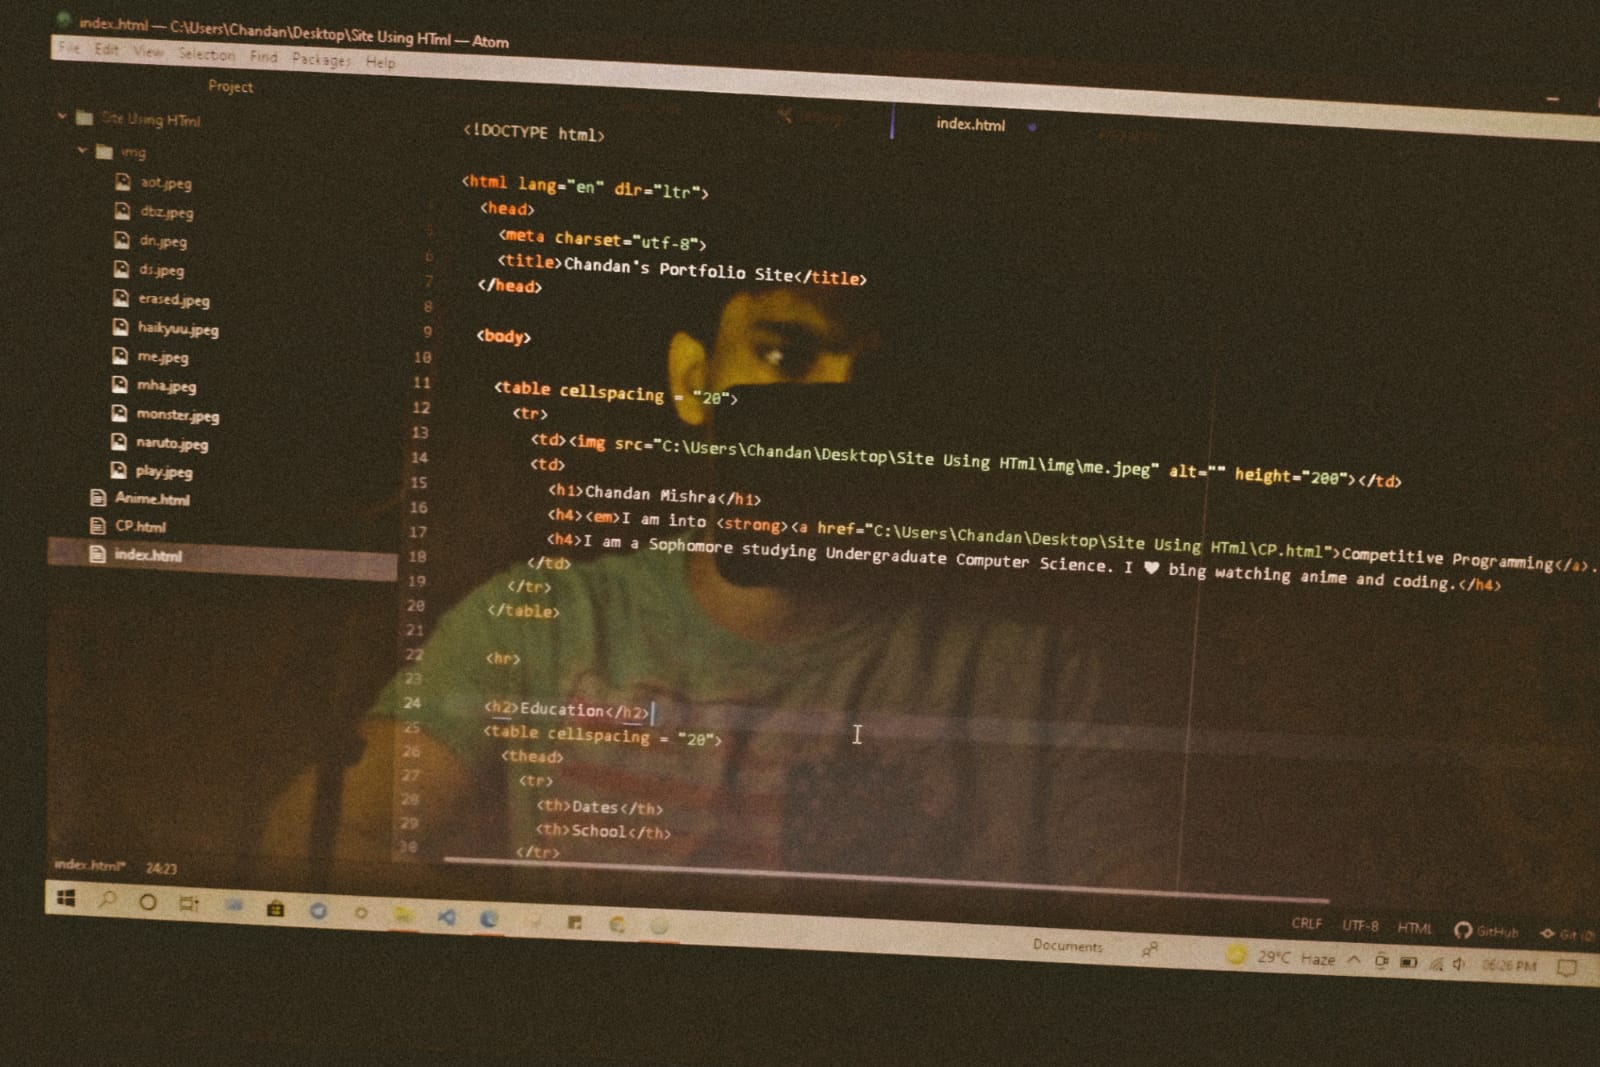 index.html — C:\Users\Chandan\Desktop\Site Using HTml — Atom
File Edit View Selection Find Packages Help
Project
Site Using HTml
img
aot.jpeg
dbz.jpeg
dn.jpeg
ds.jpeg
erased.jpeg
haikyuu.jpeg
me.jpeg
mha.jpeg
monster.jpeg
naruto.jpeg
play.jpeg
Anime.html
CP.html
index.html
index.html
<!DOCTYPE html>
<html lang="en" dir="ltr">
<head>
<meta charset="utf-8">
6 <title>Chandan's Portfolio Site</title>
7 </head>
8
9 <body>
10
11 <table cellspacing = "20">
12 <tr>
13 <td><img src="C:\Users\Chandan\Desktop\Site Using HTml\img\me.jpeg" alt="" height="200"></td>
14 <td>
15 <h1>Chandan Mishra</h1>
16 <h4><em>I am into <strong><a href="C:\Users\Chandan\Desktop\Site Using HTml\CP.html">Competitive Programming</a>.
17 <h4>I am a Sophomore studying Undergraduate Computer Science. I ♥ bing watching anime and coding.</h4>
18 </td>
19 </tr>
20 </table>
21
22 <hr>
23
24 <h2>Education</h2>
25 <table cellspacing = "20">
26 <thead>
27 <tr>
28 <th>Dates</th>
29 <th>School</th>
30 </tr>
index.html* 24:23
CRLF UTF-8 HTML GitHub Git (0)
Documents 29°C Haze 06:26 PM